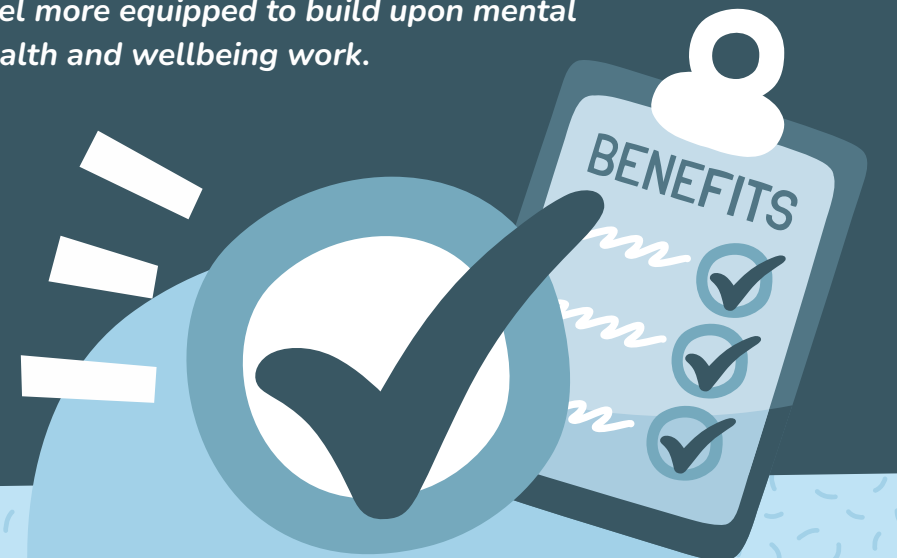 el more equipped to build upon mental
alth and wellbeing work.
BENEFITS